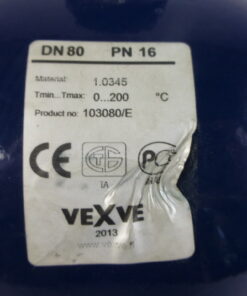 DN 80 PN 16
Material: 1.0345
Tmin...Tmax: 0...200 °C
Product no: 103080/E
CE
IA
VEXVE
2013